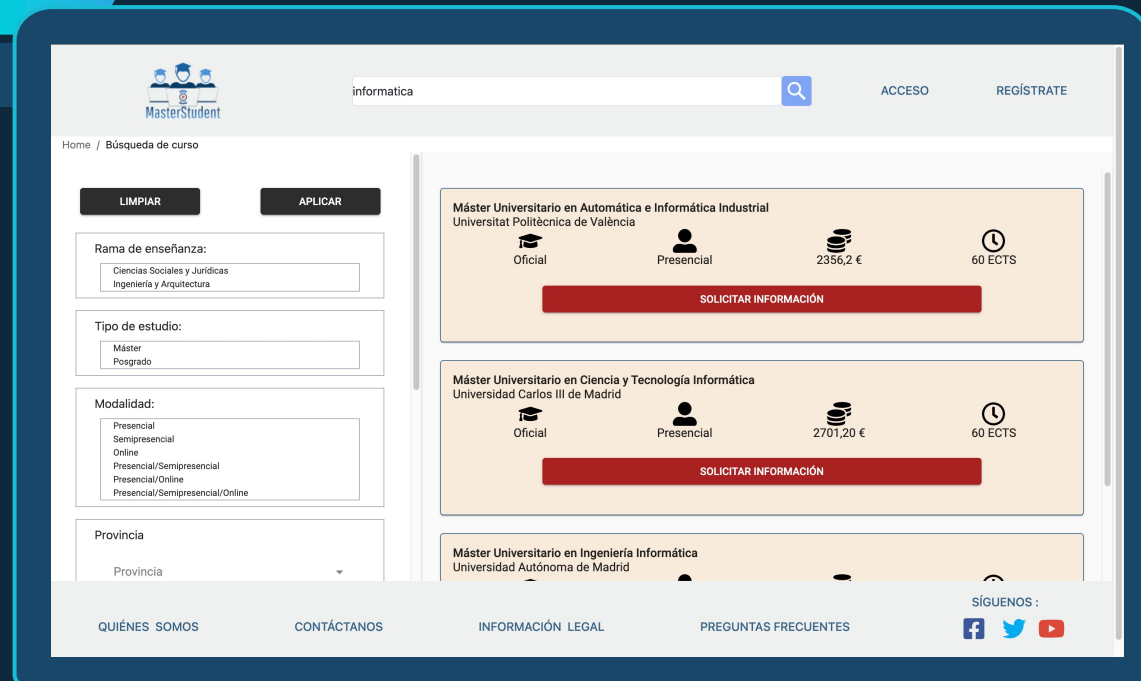 MasterStudent
informatica
ACCESO
REGÍSTRATE
Home / Búsqueda de curso
LIMPIAR
APLICAR
Rama de enseñanza:
Ciencias Sociales y Jurídicas
Ingeniería y Arquitectura
Tipo de estudio:
Máster
Posgrado
Modalidad:
Presencial
Semipresencial
Online
Presencial/Semipresencial
Presencial/Online
Presencial/Semipresencial/Online
Provincia
Provincia
Máster Universitario en Automática e Informática Industrial
Universitat Politècnica de València
Oficial
Presencial
2356,2 €
60 ECTS
SOLICITAR INFORMACIÓN
Máster Universitario en Ciencia y Tecnología Informática
Universidad Carlos III de Madrid
Oficial
Presencial
2701,20 €
60 ECTS
SOLICITAR INFORMACIÓN
Máster Universitario en Ingeniería Informática
Universidad Autónoma de Madrid
QUIÉNES SOMOS
CONTÁCTANOS
INFORMACIÓN LEGAL
PREGUNTAS FRECUENTES
SÍGUENOS :